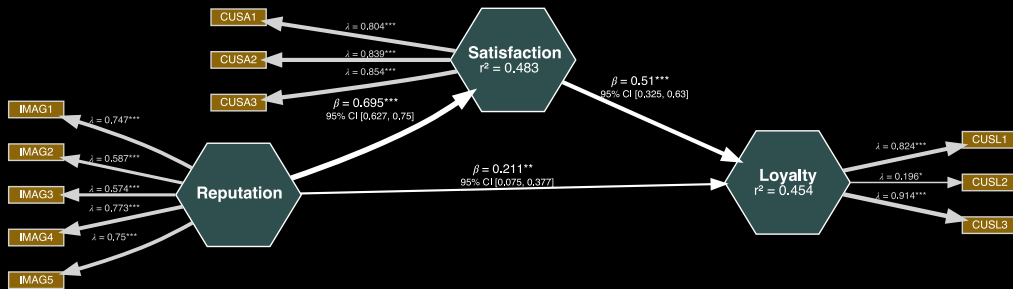 CUSA1
λ = 0.804***
CUSA2
λ = 0.839***
CUSA3
λ = 0.854***
Satisfaction
r² = 0.483
β = 0.695***
95% CI [0.627, 0.75]
β = 0.51***
95% CI [0.325, 0.63]
IMAG1
λ = 0.747***
IMAG2
λ = 0.587***
IMAG3
λ = 0.574***
IMAG4
λ = 0.773***
IMAG5
λ = 0.75***
Reputation
β = 0.211**
95% CI [0.075, 0.377]
Loyalty
r² = 0.454
CUSL1
λ = 0.824***
CUSL2
λ = 0.196*
CUSL3
λ = 0.914***